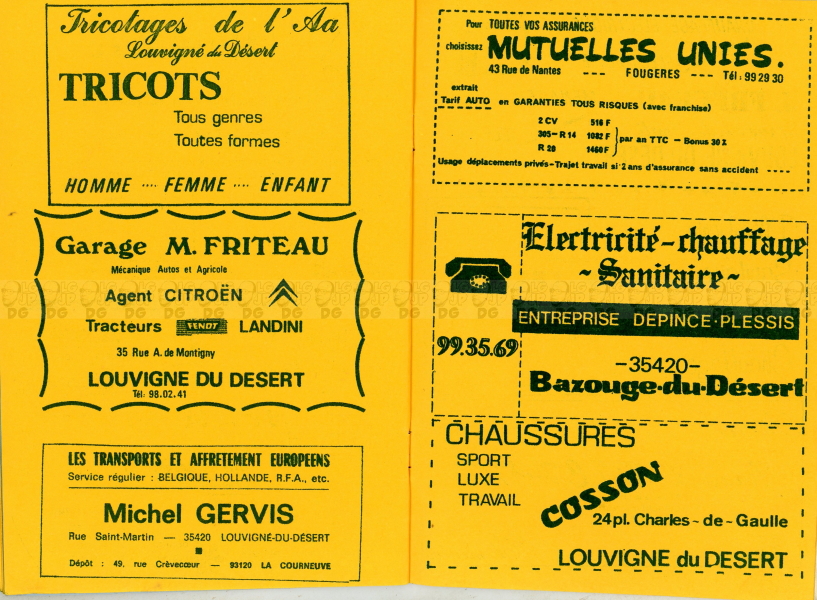 Tricotages de l'Aa
Louvigné du Désert
TRICOTS
Tous genres
Toutes formes
HOMME .... FEMME .... ENFANT
Garage M. FRITEAU
Mécanique Autos et Agricole
Agent CITROËN
Tracteurs FENDT LANDINI
35 Rue A. de Montigny
LOUVIGNE DU DESERT
Tél: 98.02.41
LES TRANSPORTS ET AFFRETEMENT EUROPEENS
Service régulier : BELGIQUE, HOLLANDE, R.F.A., etc.
Michel GERVIS
Rue Saint-Martin — 35420 LOUVIGNÉ-DU-DÉSERT
Dépôt : 49, rue Crèvecœur — 93120 LA COURNEUVE
Pour TOUTES VOS ASSURANCES
choisissez MUTUELLES UNIES.
43 Rue de Nantes ---- FOUGERES ---- Tél : 99 29 30
extrait
Tarif AUTO en GARANTIES TOUS RISQUES (avec franchise)
2 CV 516 F
305-R 14 1082 F par an TTC - Bonus 30%
R 20 1460 F
Usage déplacements privés-Trajet travail si 2 ans d'assurance sans accident ----
Electricité-chauffage
-Sanitaire-
ENTREPRISE DEPINCE·PLESSIS
99.35.69
-35420-
Bazouge·du·Désert
CHAUSSURES
SPORT
LUXE
TRAVAIL
COSSON
24 pl. Charles-de-Gaulle
LOUVIGNE du DESERT